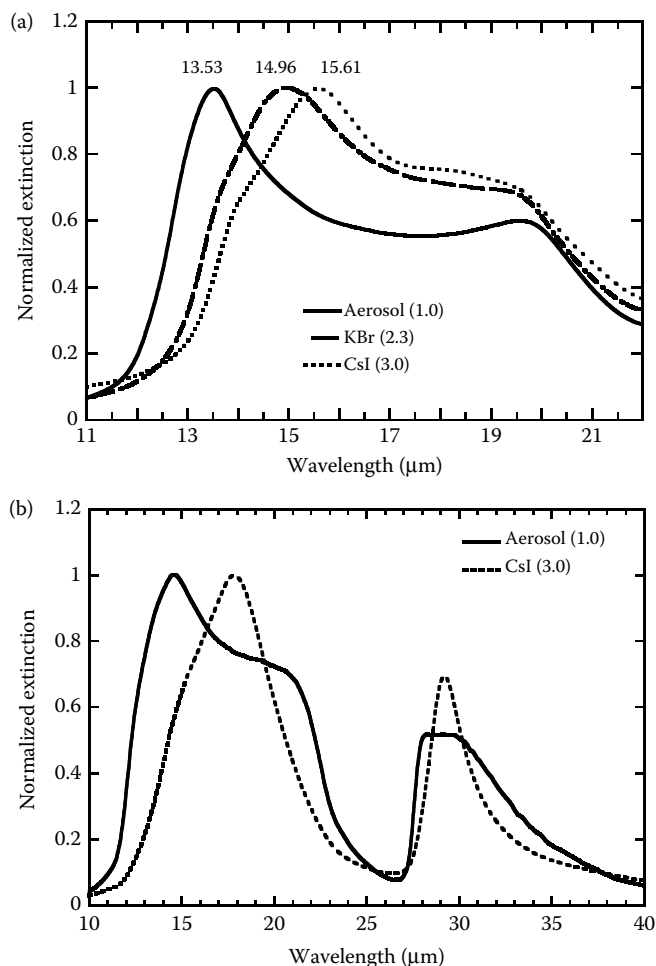 (a)
1.2
1
0.8
0.6
0.4
0.2
0
Normalized extinction
13.53 14.96 15.61
Aerosol (1.0)
KBr (2.3)
CsI (3.0)
11 13 15 17 19 21
Wavelength (µm)
(b)
1.2
1
0.8
0.6
0.4
0.2
0
Normalized extinction
Aerosol (1.0)
CsI (3.0)
10 15 20 25 30 35 40
Wavelength (µm)